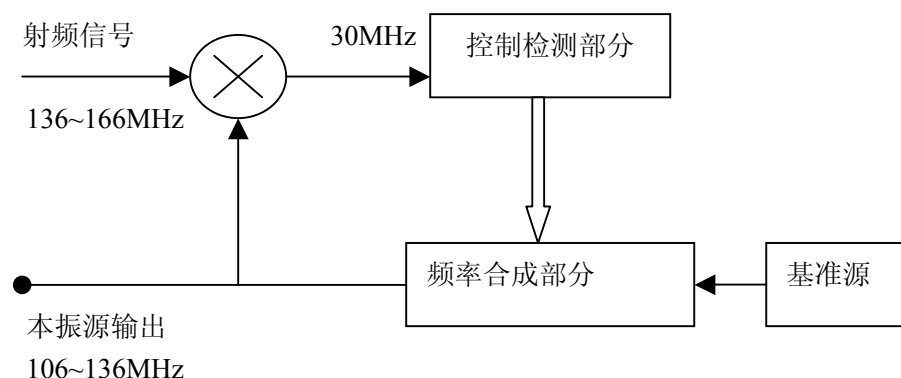 射频信号
30MHz
控制检测部分
136~166MHz
频率合成部分
基准源
本振源输出
106~136MHz